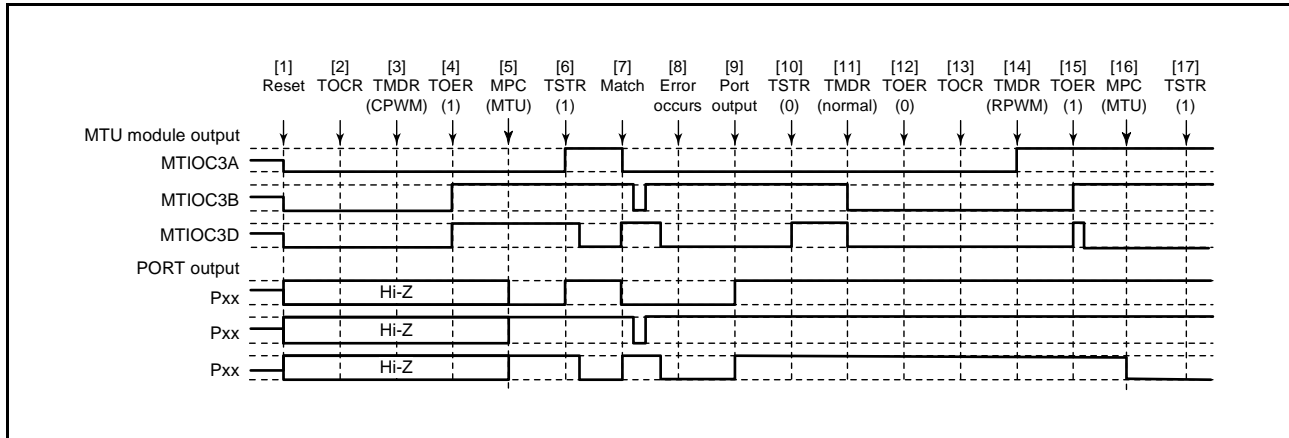 [1] [2] [3] [4] [5] [6] [7] [8] [9] [10] [11] [12] [13] [14] [15] [16] [17]
Reset TOCR TMDR TOER MPC TSTR Match Error Port TSTR TMDR TOER TOCR TMDR TOER MPC TSTR
(CPWM) (1) (MTU) (1) occurs output (0) (normal) (0) (RPWM) (1) (MTU) (1)
MTU module output
MTIOC3A
MTIOC3B
MTIOC3D
PORT output
Pxx Hi-Z
Pxx Hi-Z
Pxx Hi-Z